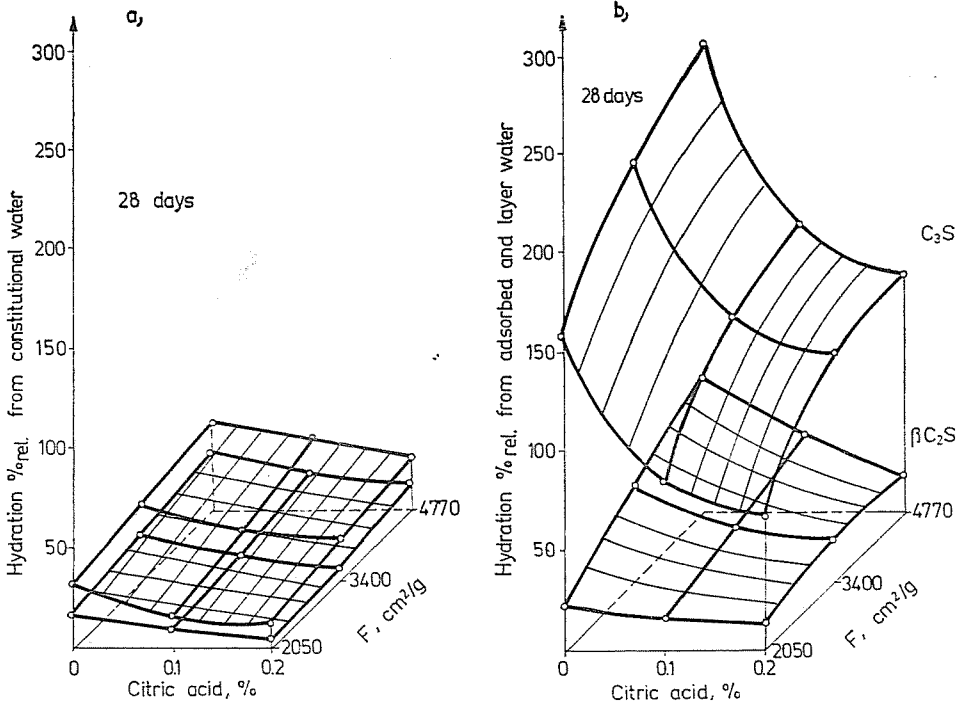 a,
300
250
200
150
100
50
28 days
Hydration %rel. from constitutional water
4770
3400
2050
F, cm²/g
0
0.1
0.2
Citric acid, %
b,
300
250
200
150
100
50
28 days
Hydration %rel. from adsorbed and layer water
C₃S
βC₂S
4770
3400
2050
F, cm²/g
0
0.1
0.2
Citric acid, %